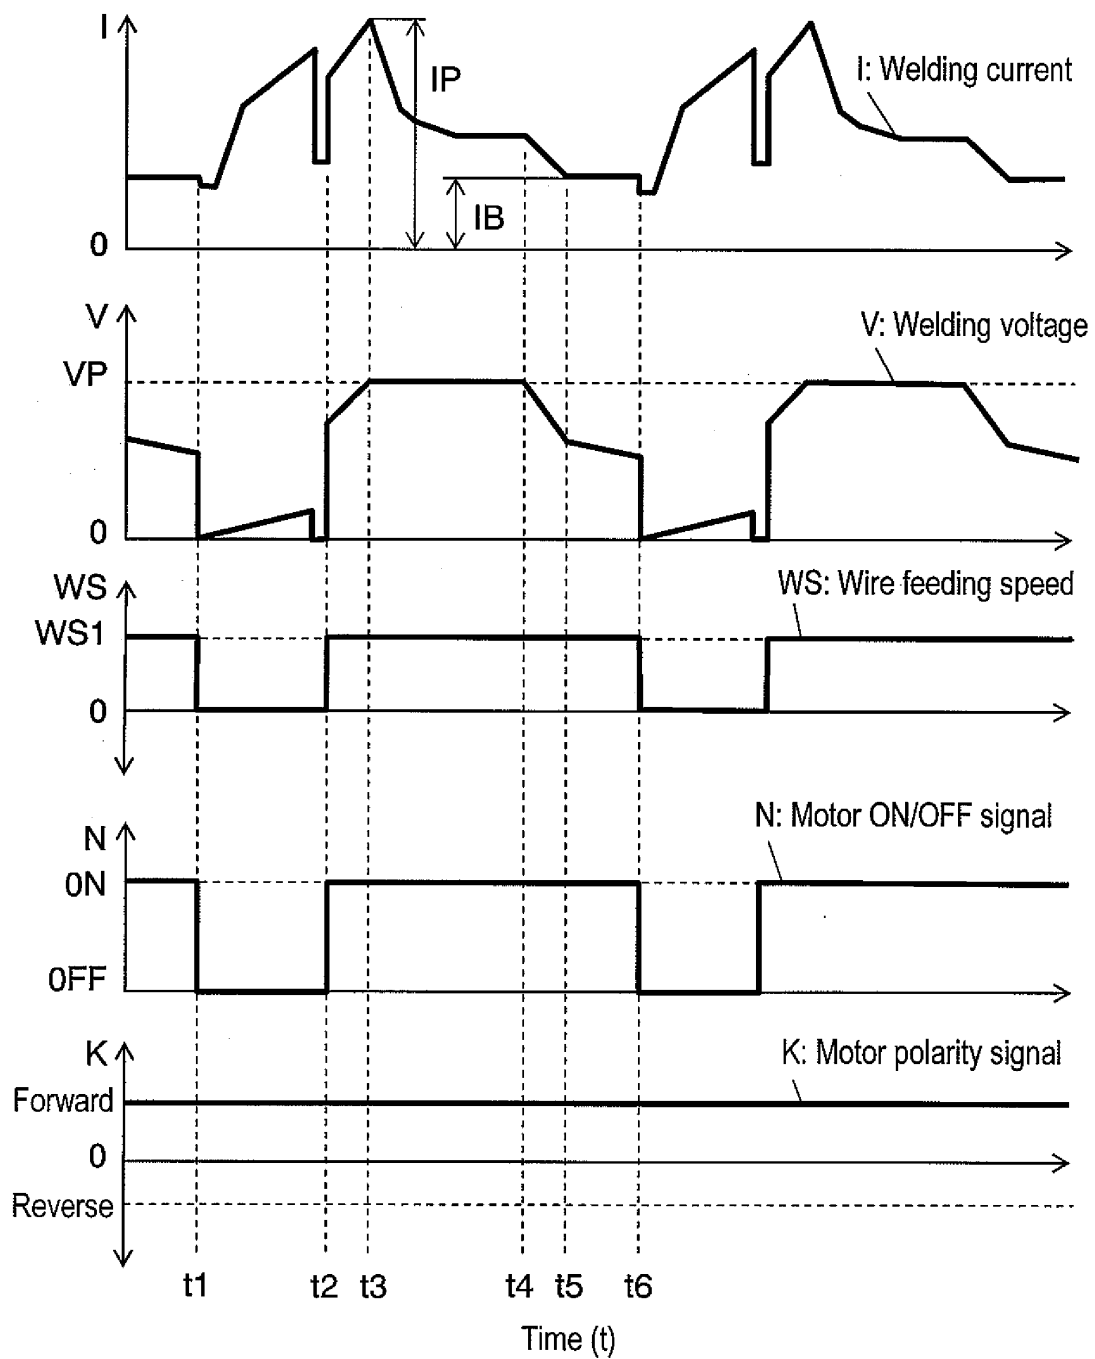 I
IP
I: Welding current
IB
0
V
V: Welding voltage
VP
0
WS
WS: Wire feeding speed
WS1
0
N: Motor ON/OFF signal
N
0N
0FF
K
K: Motor polarity signal
Forward
0
Reverse
t1 t2 t3 t4 t5 t6
Time (t)